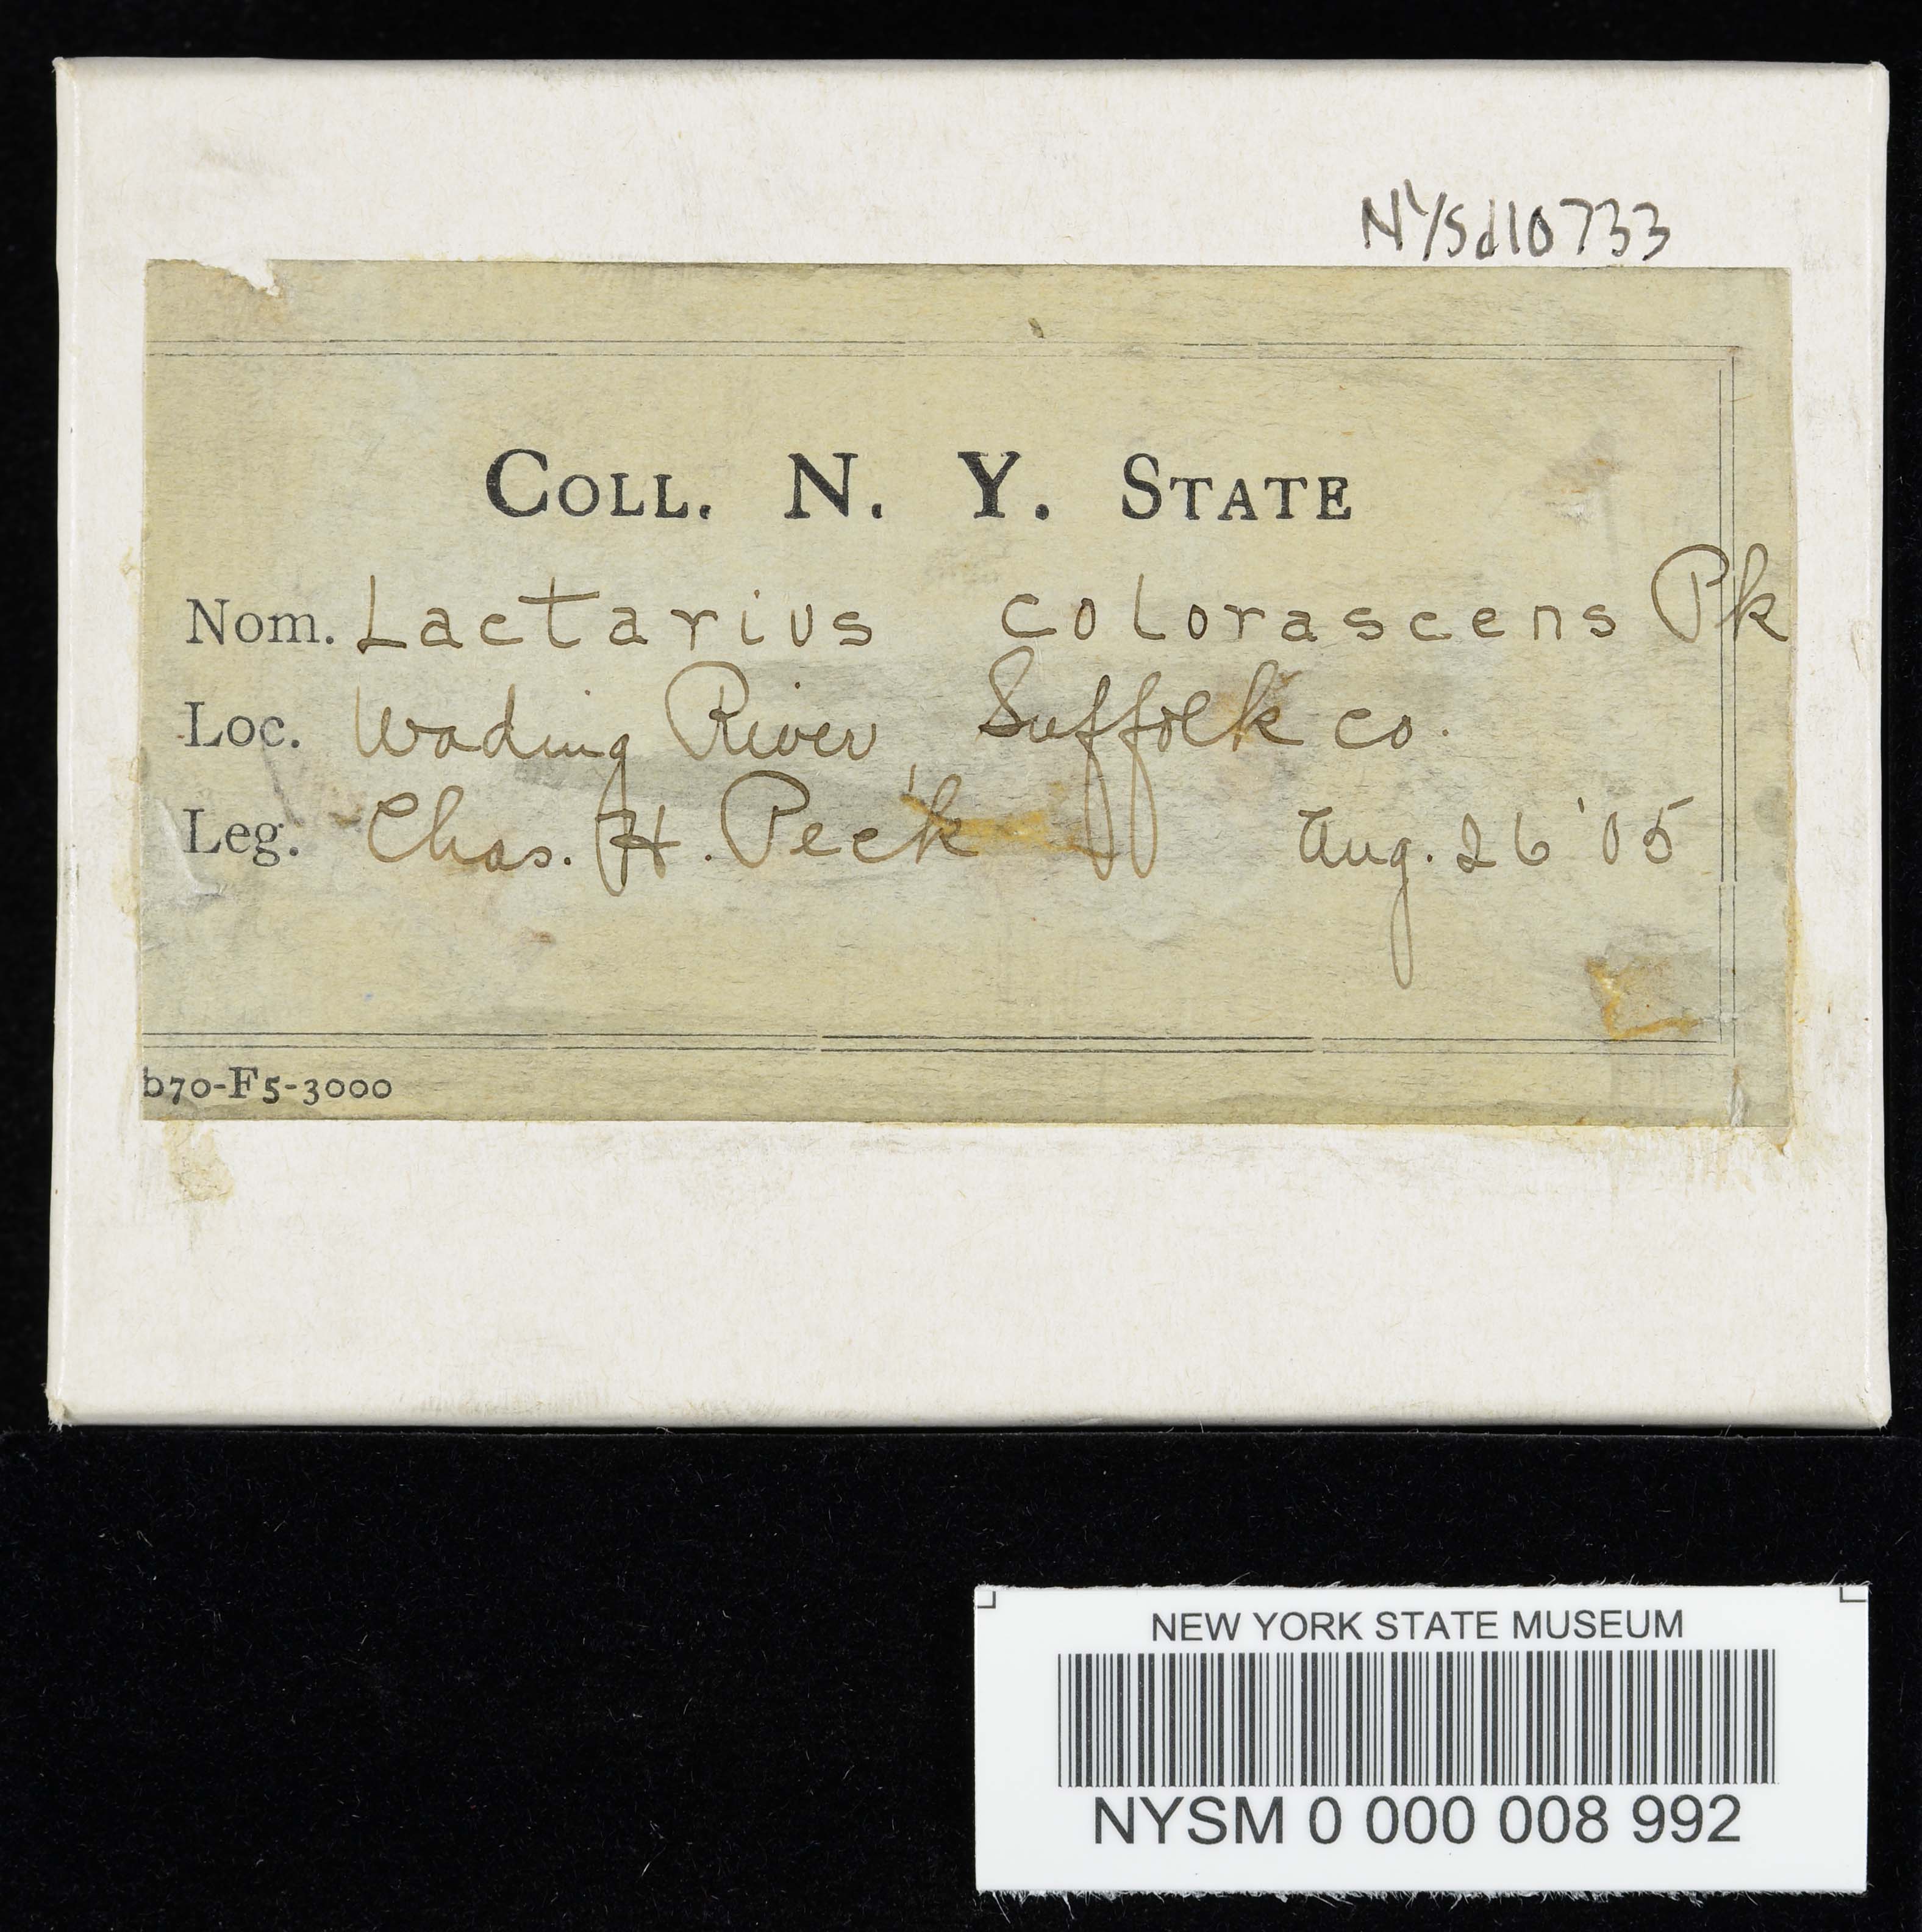 NYSd10733
COLL. N. Y. STATE
Nom. Lactarius colorascens Pk
Loc. Wading River, Suffolk co.
Leg. Chas. H. Peck Aug. 26 '05
b70-F5-3000
NEW YORK STATE MUSEUM
NYSM 0 000 008 992